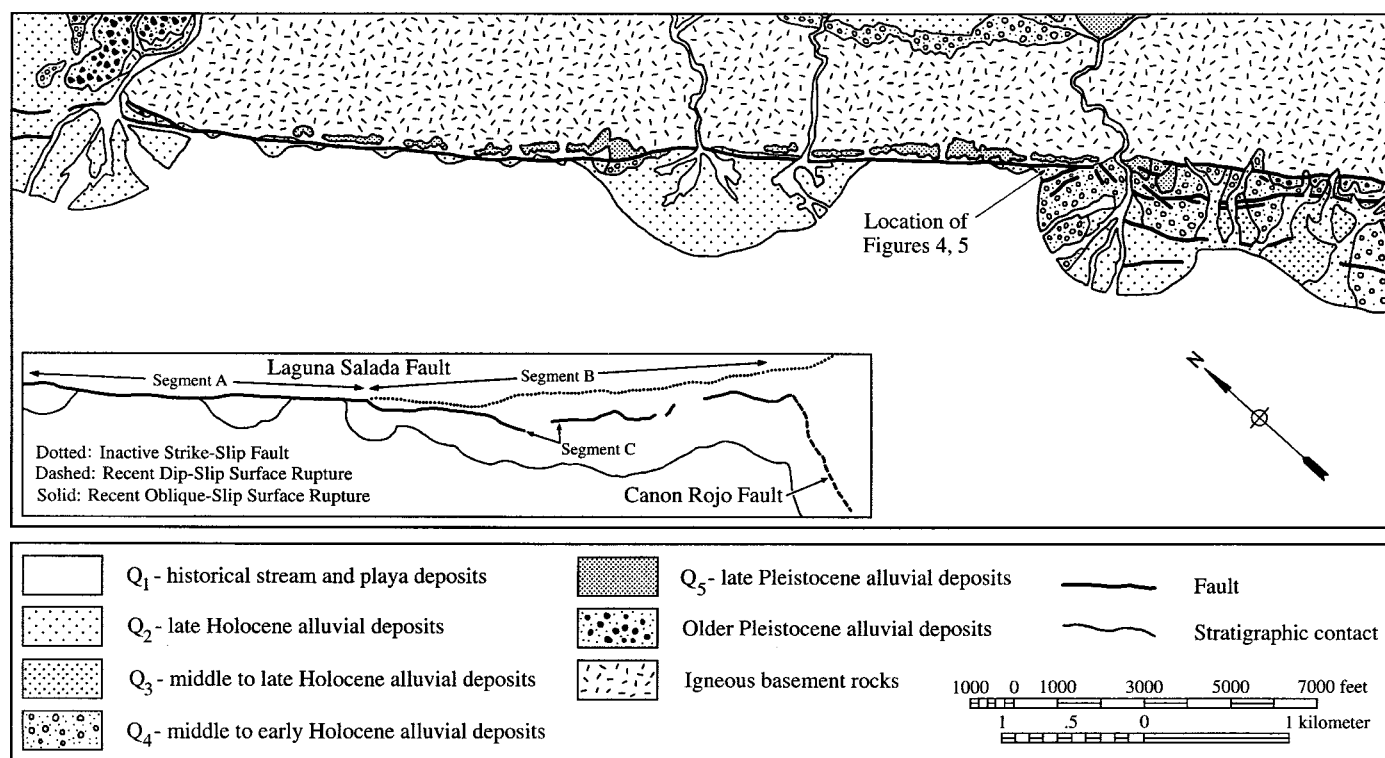 Location of
Figures 4, 5
N
Laguna Salada Fault
Segment A
Segment B
Segment C
Dotted: Inactive Strike-Slip Fault
Dashed: Recent Dip-Slip Surface Rupture
Solid: Recent Oblique-Slip Surface Rupture
Canon Rojo Fault
Q1 - historical stream and playa deposits
Q2 - late Holocene alluvial deposits
Q3 - middle to late Holocene alluvial deposits
Q4 - middle to early Holocene alluvial deposits
Q5 - late Pleistocene alluvial deposits
Older Pleistocene alluvial deposits
Igneous basement rocks
Fault
Stratigraphic contact
1000 0 1000 3000 5000 7000 feet
1 .5 0 1 kilometer